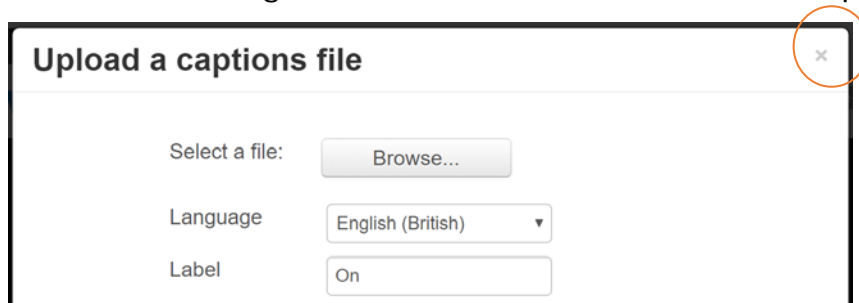 Upload a captions file ×
Select a file: Browse...
Language English (British) ▼
Label On